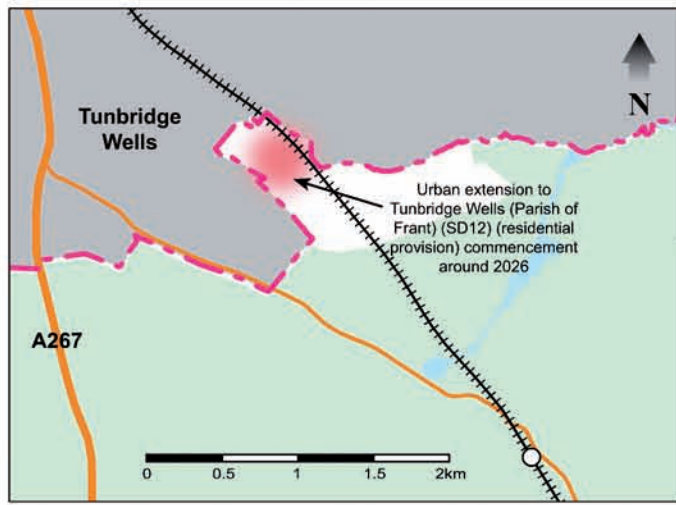 Tunbridge
Wells
N
Urban extension to
Tunbridge Wells (Parish of
Frant) (SD12) (residential
provision) commencement
around 2026
A267
0 0.5 1 1.5 2km